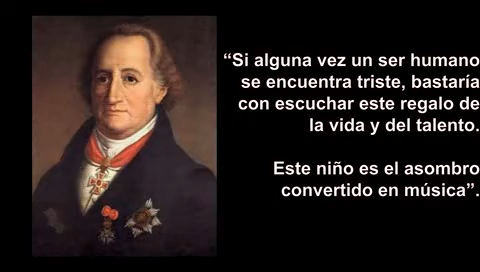 “Si alguna vez un ser humano
se encuentra triste, bastaría
con escuchar este regalo de
la vida y del talento.
Este niño es el asombro
convertido en música”.